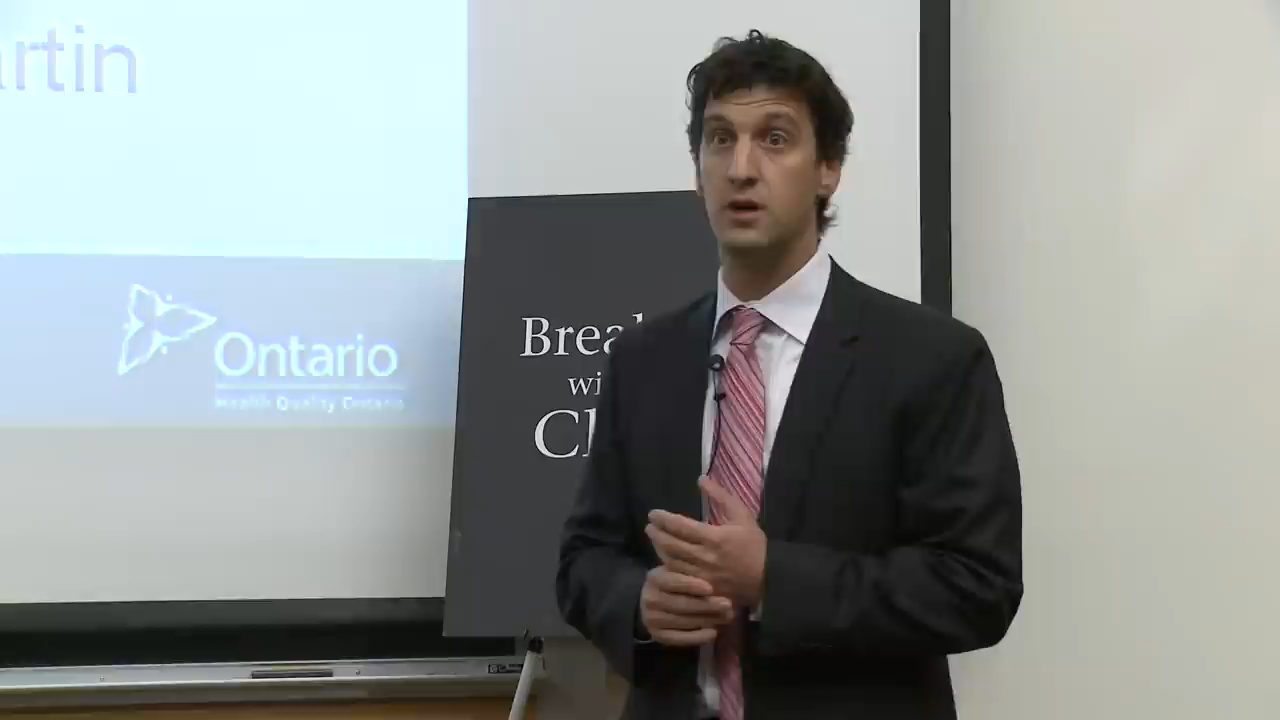 artin
Ontario
Health Quality Ontario
Brea
wi
Cl